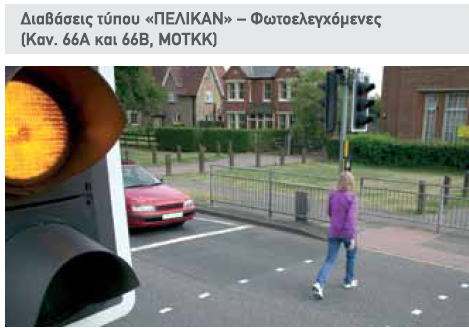 Διαβάσεις τύπου «ΠΕΛΙΚΑΝ» – Φωτοελεγχόμενες
(Καν. 66Α και 66Β, ΜΟΤΚΚ)